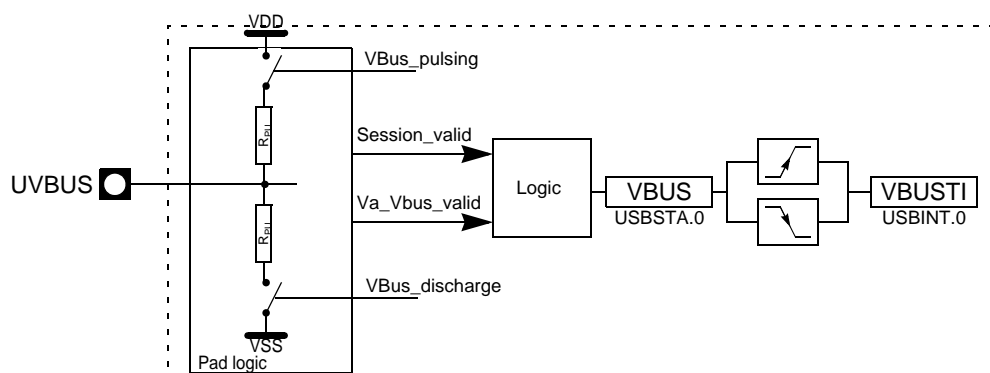 VDD
VBus_pulsing
RPU
Session_valid
UVBUS
Logic
VBUS
VBUSTI
USBSTA.0
USBINT.0
Va_Vbus_valid
RPU
VBus_discharge
VSS
Pad logic